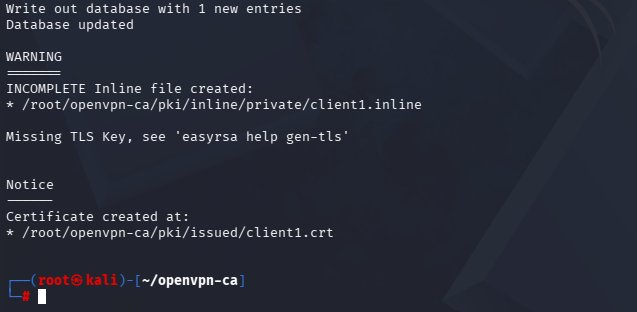 Write out database with 1 new entries
Database updated
WARNING
=======
INCOMPLETE Inline file created:
* /root/openvpn-ca/pki/inline/private/client1.inline
Missing TLS Key, see 'easyrsa help gen-tls'
Notice
------
Certificate created at:
* /root/openvpn-ca/pki/issued/client1.crt
┌──(root㉿kali)-[~/openvpn-ca]
└─#